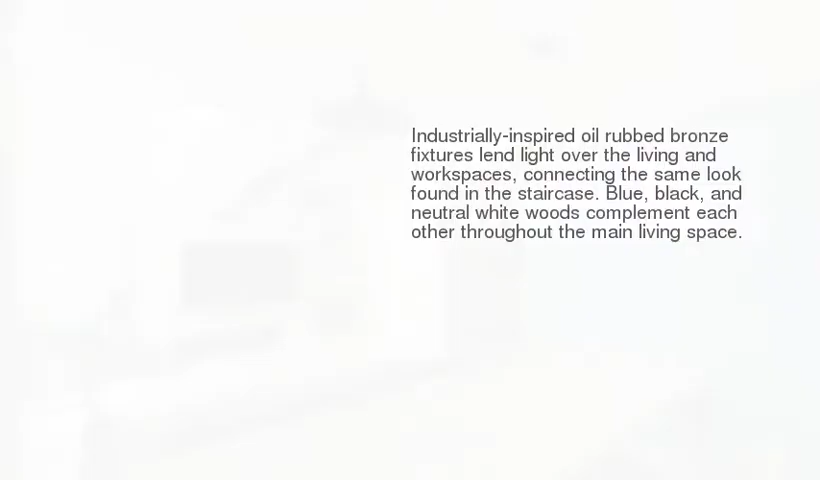 Industrially-inspired oil rubbed bronze
fixtures lend light over the living and
workspaces, connecting the same look
found in the staircase. Blue, black, and
neutral white woods complement each
other throughout the main living space.